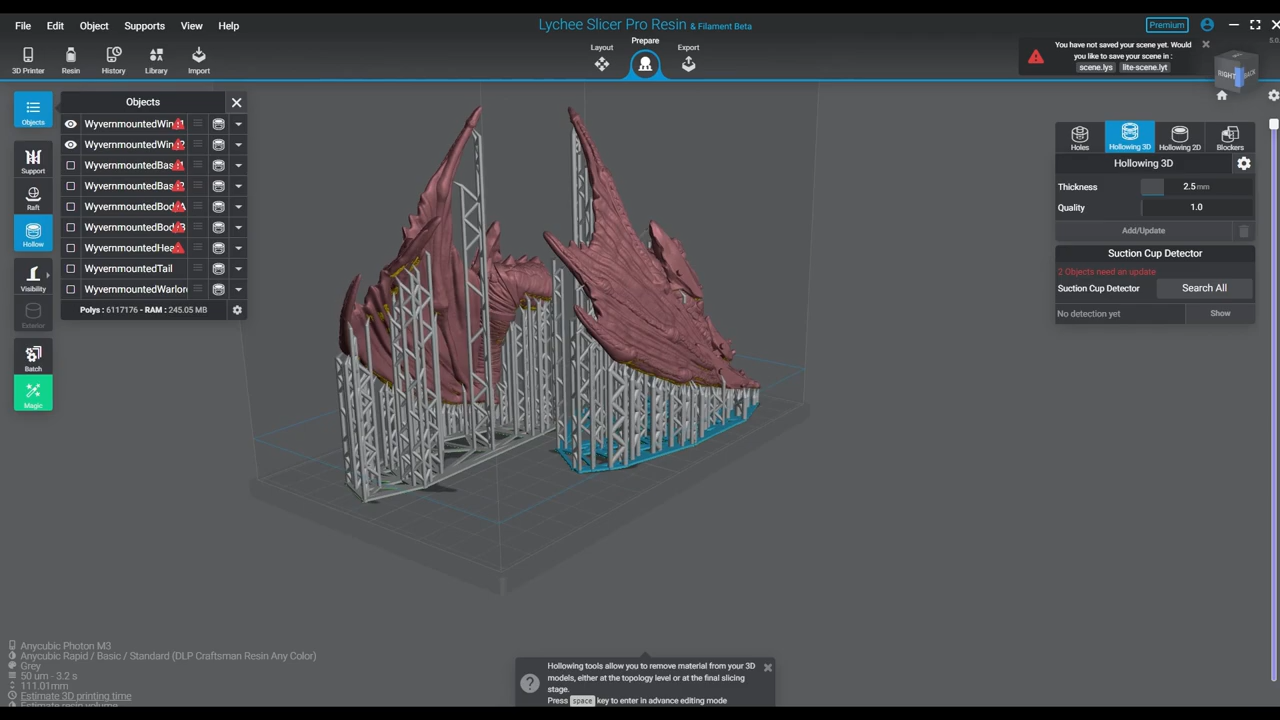 File Edit Object Supports View Help
Lychee Slicer Pro Resin & Filament Beta
Premium
3D Printer Resin History Library Import
Layout Prepare Export
You have not saved your scene yet. Would
you like to save your scene in :
scene.lys lite-scene.lyt
RIGHT BACK
Objects
Support
Raft
Hollow
Visibility
Exterior
Batch
Magic
Objects
WyvernmountedWin
WyvernmountedWin
WyvernmountedBas
WyvernmountedBas
WyvernmountedBod
WyvernmountedBod
WyvernmountedHea
WyvernmountedTail
WyvernmountedWarlor
Polys : 6117176 - RAM : 245.05 MB
Holes Hollowing 3D Hollowing 2D Blockers
Hollowing 3D
Thickness 2.5 mm
Quality 1.0
Add/Update
Suction Cup Detector
2 Objects need an update
Suction Cup Detector Search All
No detection yet Show
Anycubic Photon M3
Anycubic Rapid / Basic / Standard (DLP Craftsman Resin Any Color)
Grey
50 um - 3.2 s
111.01mm
Estimate 3D printing time
Estimate resin volume
Hollowing tools allow you to remove material from your 3D
models, either at the topology level or at the final slicing
stage.
Press space key to enter in advance editing mode